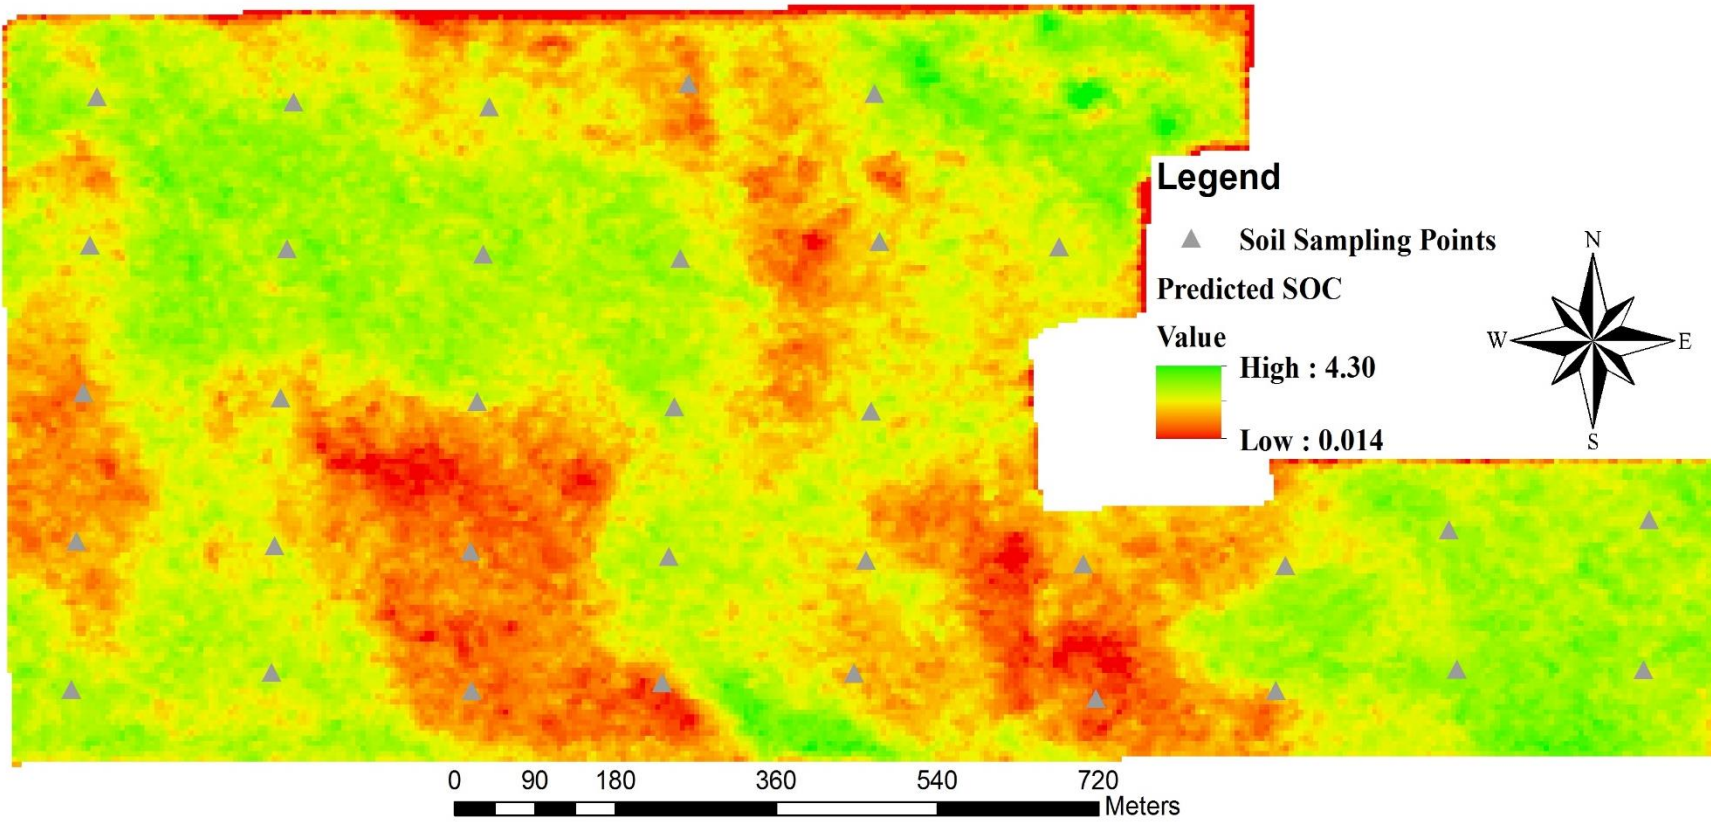 Legend
Soil Sampling Points
Predicted SOC
Value
High : 4.30
Low : 0.014
N
W E
S
0 90 180 360 540 720
Meters